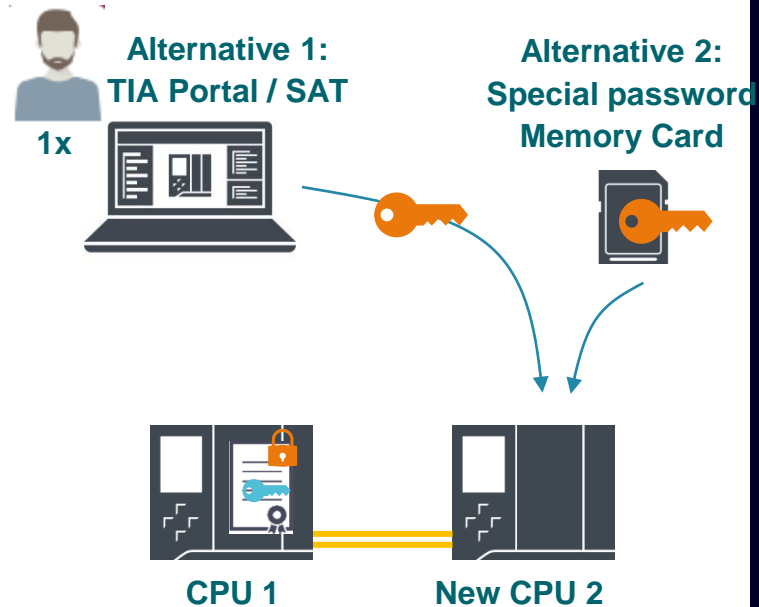 Alternative 1:
TIA Portal / SAT
1x
Alternative 2:
Special password
Memory Card
CPU 1
New CPU 2